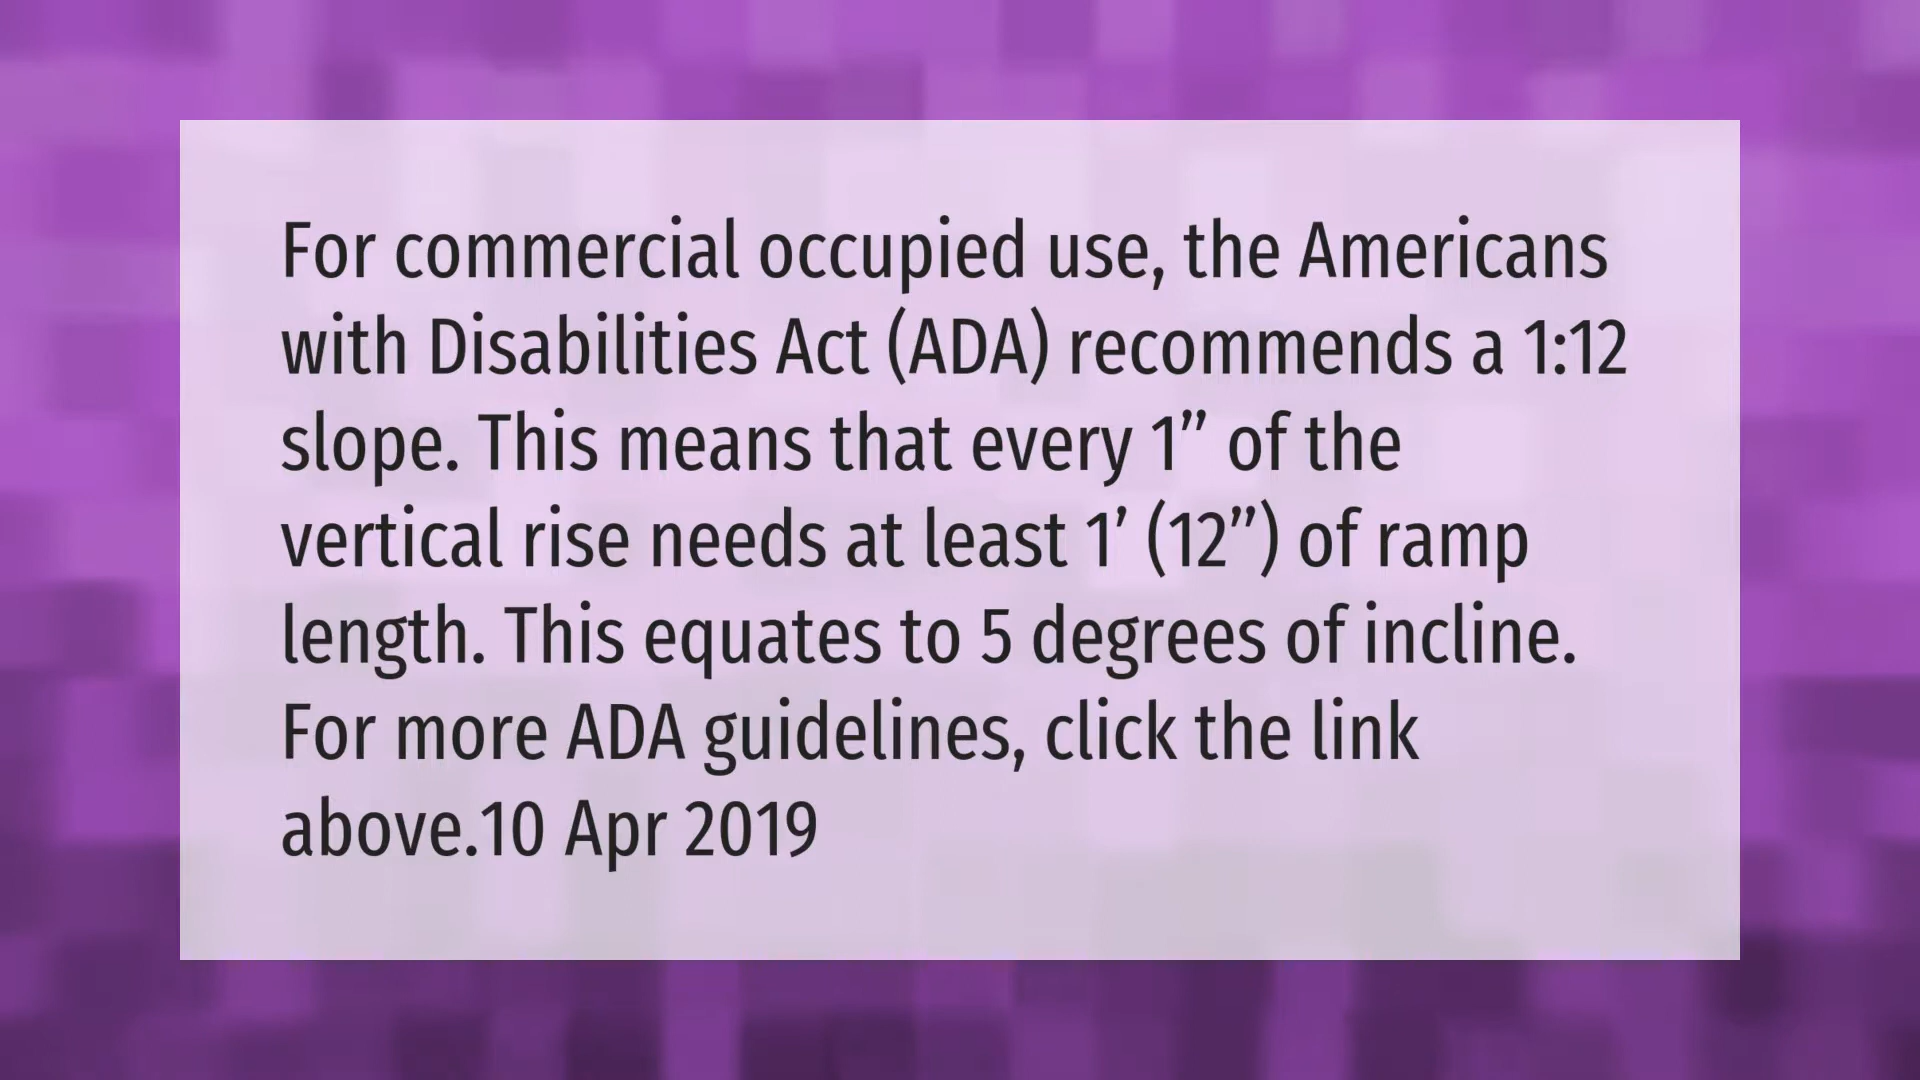 For commercial occupied use, the Americans
with Disabilities Act (ADA) recommends a 1:12
slope. This means that every 1” of the
vertical rise needs at least 1’ (12”) of ramp
length. This equates to 5 degrees of incline.
For more ADA guidelines, click the link
above.10 Apr 2019